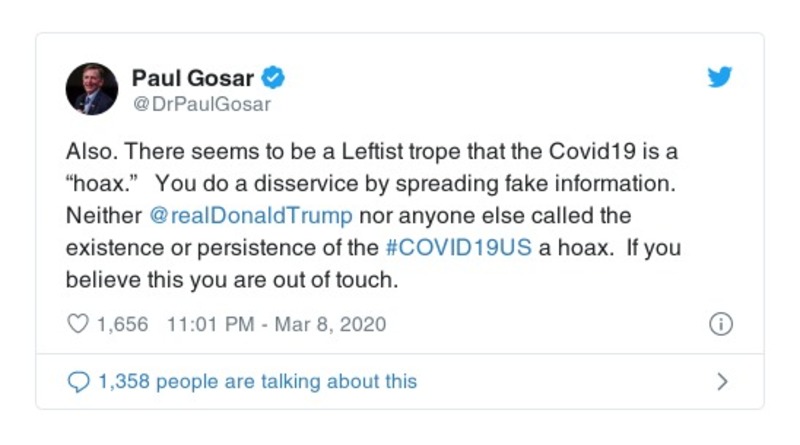 Paul Gosar
@DrPaulGosar
Also. There seems to be a Leftist trope that the Covid19 is a
“hoax.”   You do a disservice by spreading fake information.
Neither @realDonaldTrump nor anyone else called the
existence or persistence of the #COVID19US a hoax.  If you
believe this you are out of touch.
1,656   11:01 PM - Mar 8, 2020
1,358 people are talking about this